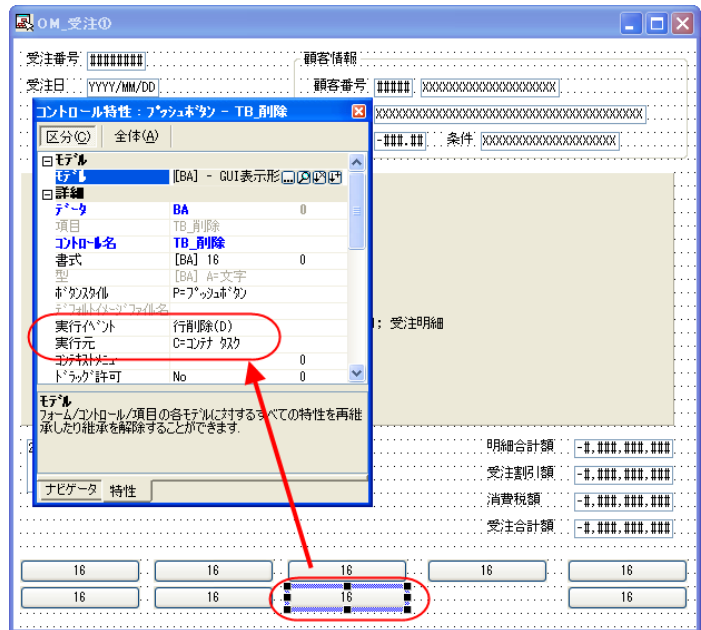 OM_受注①
受注番号 ########
顧客情報
受注日 YYYY/MM/DD
顧客番号 ##### XXXXXXXXXXXXXXXXXXXX
-###.## 条件 XXXXXXXXXXXXXXXXXXXX
コントロール特性 : プッシュボタン - TB_削除
区分(C) 全体(A)
モデル
モデル [BA] - GUI表示形
詳細
データ BA 0
項目 TB_削除
コントロール名 TB_削除
書式 [BA] 16 0
型 [BA] A=文字
ボタンスタイル P=プッシュボタン
デフォルトイメージファイル名
実行イベント 行削除(D)
実行元 C=コンテナ タスク
コンテキストメニュー 0
ドラッグ許可 No 0
モデル
フォーム/コントロール/項目の各モデルに対するすべての特性を再継
承したり継承を解除することができます.
ナビゲータ 特性
; 受注明細
明細合計額 -#,###,###,###
受注割引額 -#,###,###,###
消費税額 -#,###,###,###
受注合計額 -#,###,###,###
16 16 16 16 16
16 16 16 16